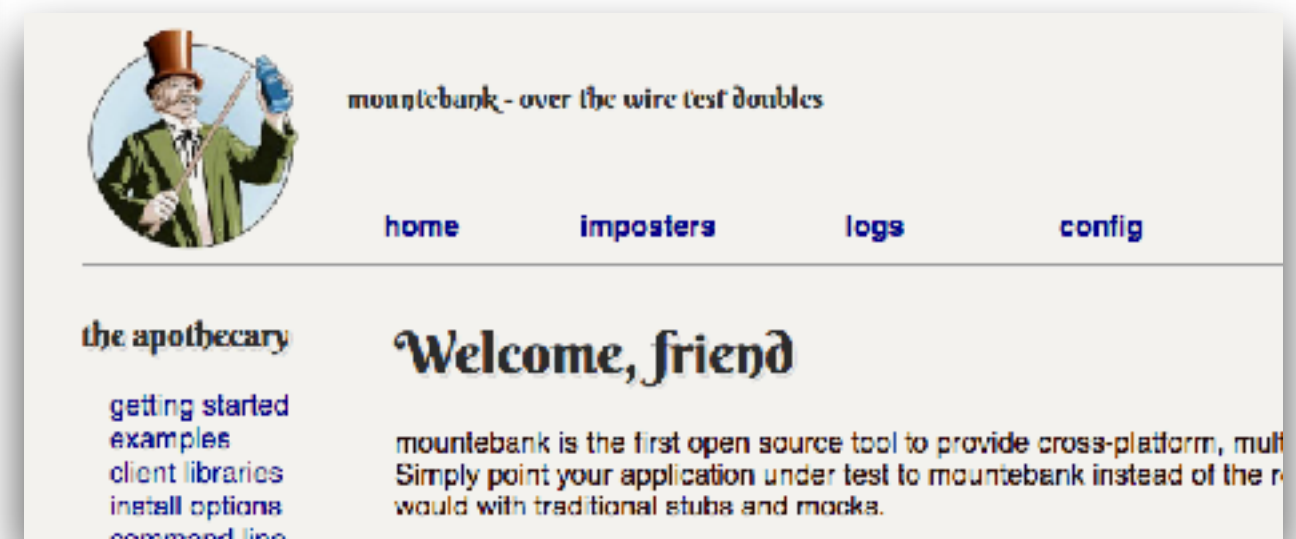 mountebank - over the wire test doubles
home imposters logs config
the apothecary
getting started
examples
client libraries
install options
command line
Welcome, friend
mountebank is the first open source tool to provide cross-platform, mult
Simply point your application under test to mountebank instead of the r
would with traditional stubs and mocks.